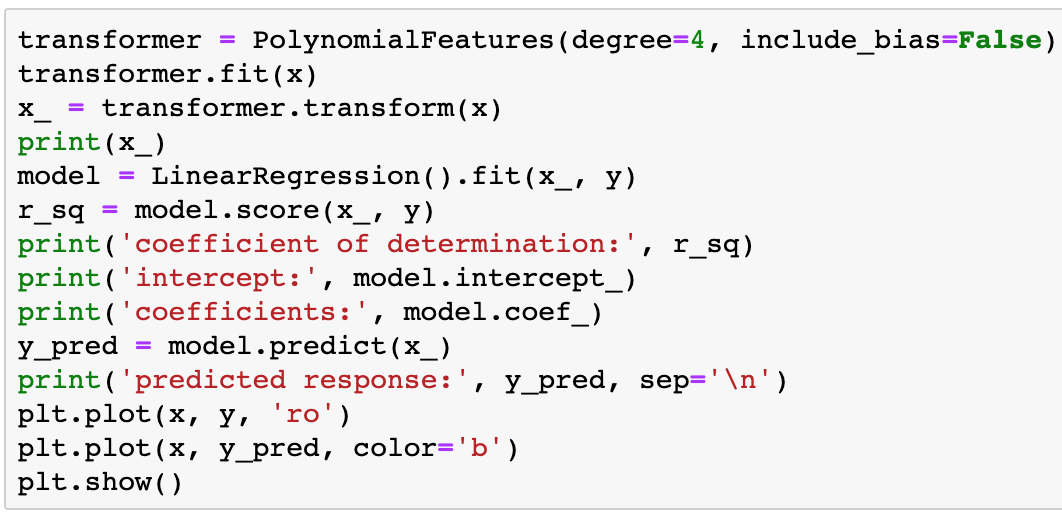 transformer = PolynomialFeatures(degree=4, include_bias=False)
transformer.fit(x)
x_ = transformer.transform(x)
print(x_)
model = LinearRegression().fit(x_, y)
r_sq = model.score(x_, y)
print('coefficient of determination:', r_sq)
print('intercept:', model.intercept_)
print('coefficients:', model.coef_)
y_pred = model.predict(x_)
print('predicted response:', y_pred, sep='\n')
plt.plot(x, y, 'ro')
plt.plot(x, y_pred, color='b')
plt.show()